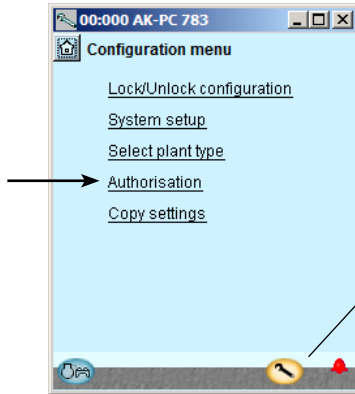 00:000 AK-PC 783
Configuration menu
Lock/Unlock configuration
System setup
Select plant type
Authorisation
Copy settings